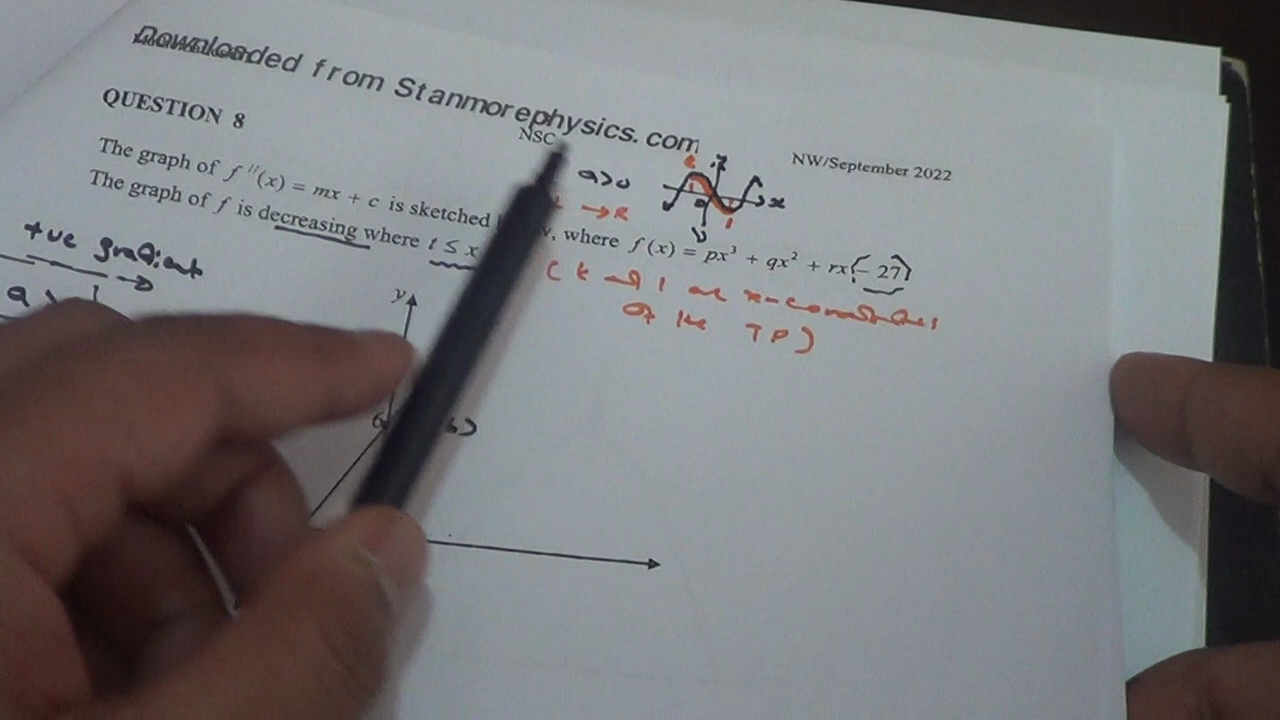 Downloaded from Stanmorephysics.com
NSC
NW/September 2022
QUESTION 8
The graph of f''(x) = mx + c is sketched where f(x) = px³ + qx² + rx - 27
The graph of f is decreasing where t ≤ x
a>0
→R
x
+ve gradient
a >
( t and 1 are x-coordinates
of the TP)
y